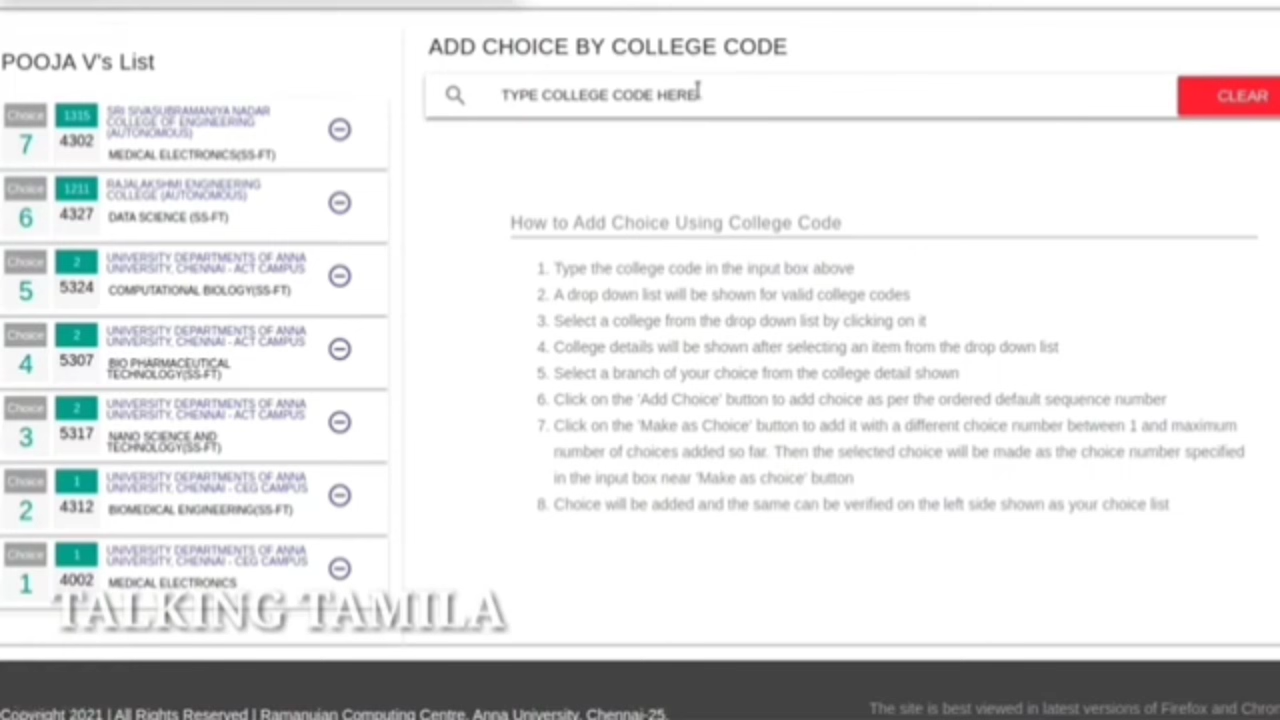 POOJA V's List
Choice
1315
SRI SIVASUBRAMANIYA NADAR
COLLEGE OF ENGINEERING
(AUTONOMOUS)
7
4302
MEDICAL ELECTRONICS(SS-FT)
Choice
1211
RAJALAKSHMI ENGINEERING
COLLEGE (AUTONOMOUS)
6
4327
DATA SCIENCE (SS-FT)
Choice
2
UNIVERSITY DEPARTMENTS OF ANNA
UNIVERSITY, CHENNAI - ACT CAMPUS
5
5324
COMPUTATIONAL BIOLOGY(SS-FT)
Choice
2
UNIVERSITY DEPARTMENTS OF ANNA
UNIVERSITY, CHENNAI - ACT CAMPUS
4
5307
BIO PHARMACEUTICAL
TECHNOLOGY(SS-FT)
Choice
2
UNIVERSITY DEPARTMENTS OF ANNA
UNIVERSITY, CHENNAI - ACT CAMPUS
3
5317
NANO SCIENCE AND
TECHNOLOGY(SS-FT)
Choice
1
UNIVERSITY DEPARTMENTS OF ANNA
UNIVERSITY, CHENNAI - CEG CAMPUS
2
4312
BIOMEDICAL ENGINEERING(SS-FT)
Choice
1
UNIVERSITY DEPARTMENTS OF ANNA
UNIVERSITY, CHENNAI - CEG CAMPUS
1
4002
MEDICAL ELECTRONICS
TALKING TAMILA
ADD CHOICE BY COLLEGE CODE
TYPE COLLEGE CODE HERE
CLEAR
How to Add Choice Using College Code
1. Type the college code in the input box above
2. A drop down list will be shown for valid college codes
3. Select a college from the drop down list by clicking on it
4. College details will be shown after selecting an item from the drop down list
5. Select a branch of your choice from the college detail shown
6. Click on the 'Add Choice' button to add choice as per the ordered default sequence number
7. Click on the 'Make as Choice' button to add it with a different choice number between 1 and maximum
number of choices added so far. Then the selected choice will be made as the choice number specified
in the input box near 'Make as choice' button
8. Choice will be added and the same can be verified on the left side shown as your choice list
Copyright 2021 | All Rights Reserved | Ramanujan Computing Centre, Anna University, Chennai-25.
The site is best viewed in latest versions of Firefox and Chrom